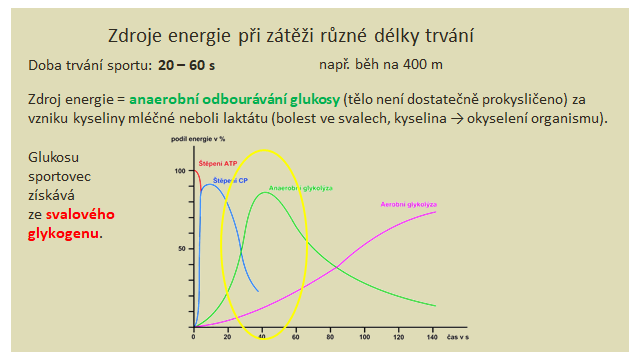 Zdroje energie při zátěži různé délky trvání
Doba trvání sportu: 20 – 60 s
např. běh na 400 m
Zdroj energie = anaerobní odbourávání glukosy (tělo není dostatečně prokysličeno) za
vzniku kyseliny mléčné neboli laktátu (bolest ve svalech, kyselina → okyselení organismu).
Glukosu
sportovec
získává
ze svalového
glykogenu.
podíl energie v %
100
50
Štěpení ATP
Štěpení CP
Anaerobní glykolýza
Aerobní glykolýza
0 20 40 60 80 100 120 140 čas v s